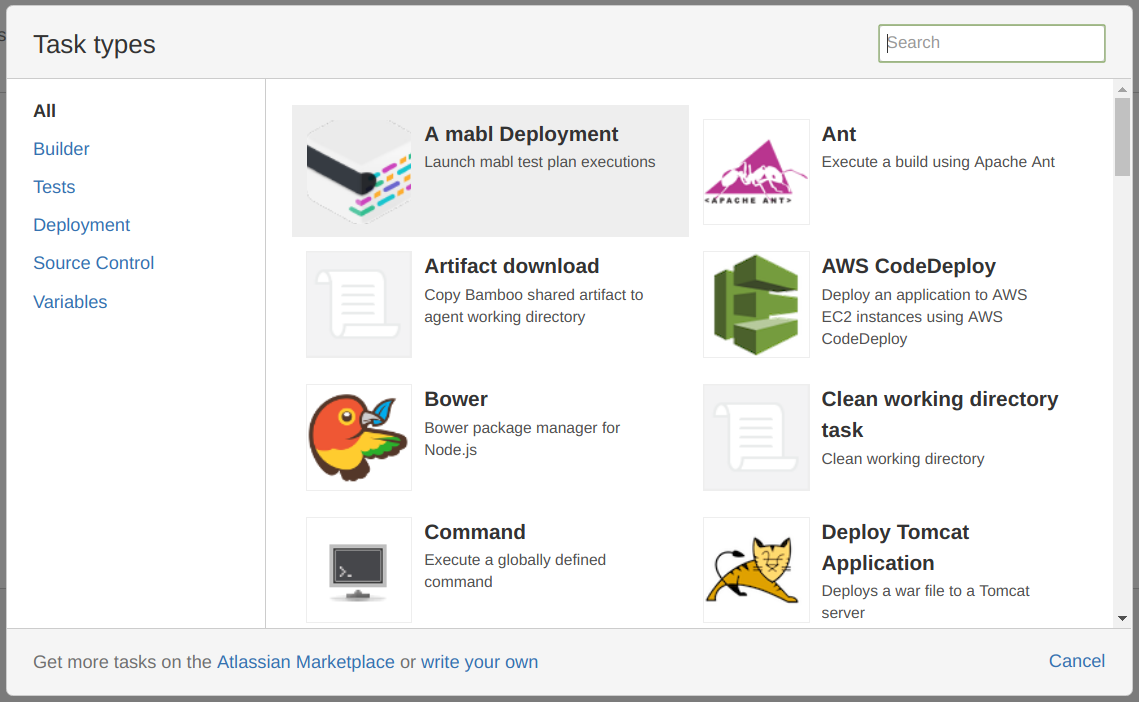 Task types
Search
All
Builder
Tests
Deployment
Source Control
Variables
A mabl Deployment
Launch mabl test plan executions
<APACHE ANT>
Ant
Execute a build using Apache Ant
Artifact download
Copy Bamboo shared artifact to
agent working directory
AWS CodeDeploy
Deploy an application to AWS
EC2 instances using AWS
CodeDeploy
Bower
Bower package manager for
Node.js
Clean working directory
task
Clean working directory
>_
Command
Execute a globally defined
command
Deploy Tomcat
Application
Deploys a war file to a Tomcat
server
Get more tasks on the Atlassian Marketplace or write your own
Cancel